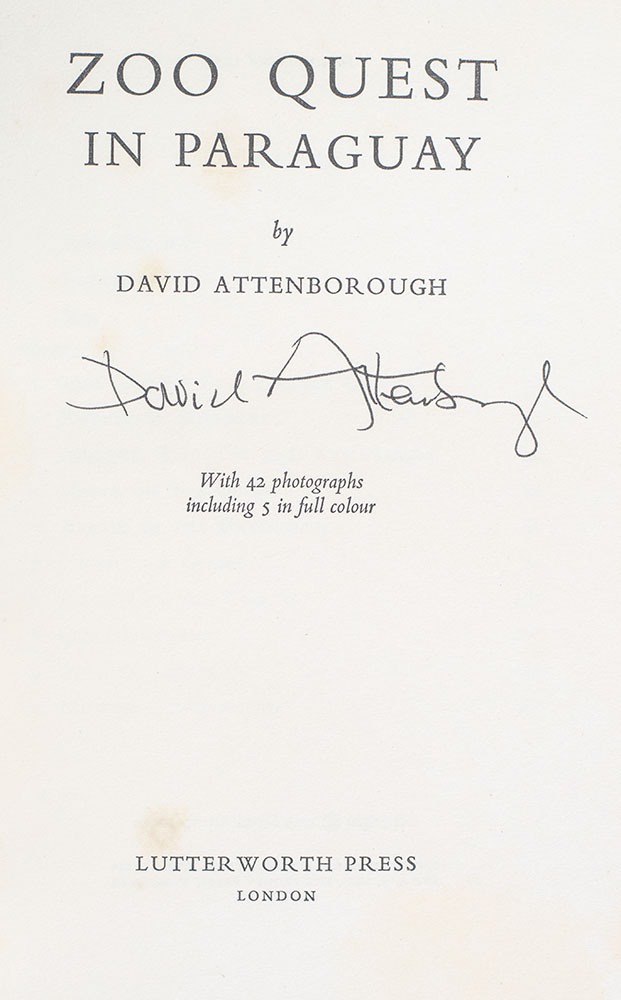 ZOO QUEST
IN PARAGUAY
by
DAVID ATTENBOROUGH
David Attenborough
With 42 photographs
including 5 in full colour
LUTTERWORTH PRESS
LONDON